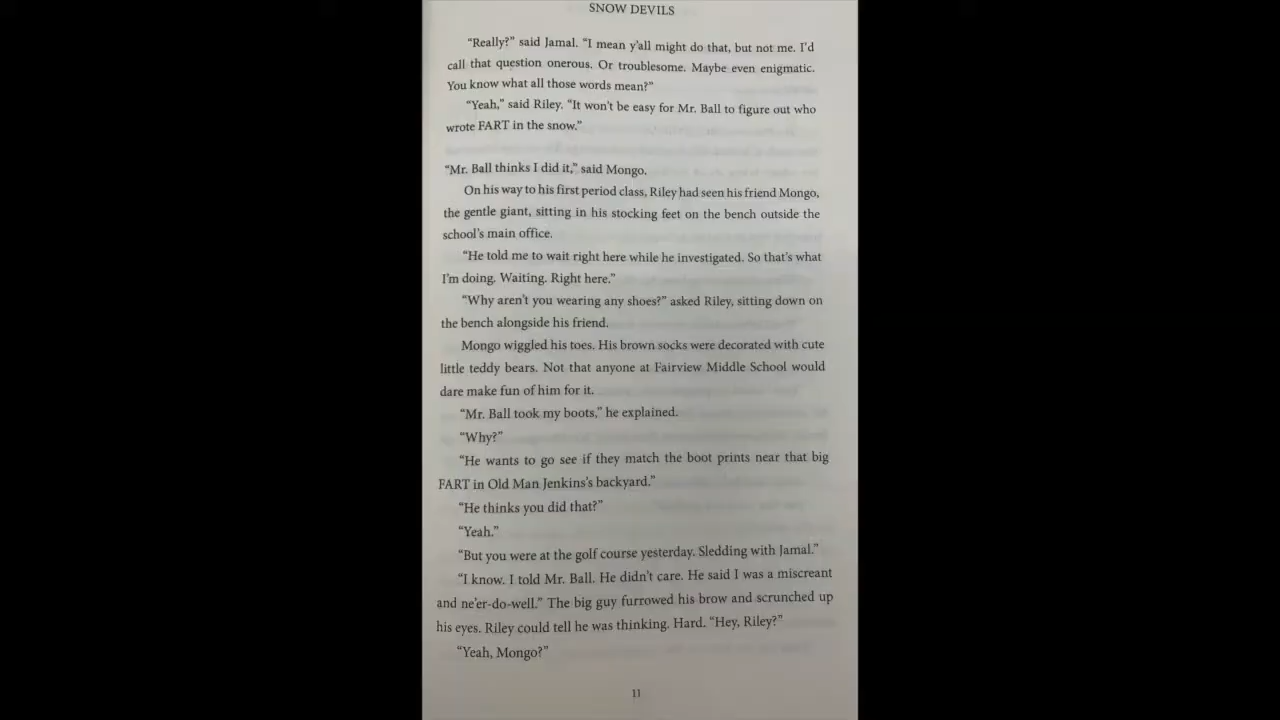 SNOW DEVILS
“Really?” said Jamal. “I mean y’all might do that, but not me. I’d
call that question onerous. Or troublesome. Maybe even enigmatic.
You know what all those words mean?”
“Yeah,” said Riley. “It won’t be easy for Mr. Ball to figure out who
wrote FART in the snow.”
“Mr. Ball thinks I did it,” said Mongo.
On his way to his first period class, Riley had seen his friend Mongo,
the gentle giant, sitting in his stocking feet on the bench outside the
school’s main office.
“He told me to wait right here while he investigated. So that’s what
I’m doing. Waiting. Right here.”
“Why aren’t you wearing any shoes?” asked Riley, sitting down on
the bench alongside his friend.
Mongo wiggled his toes. His brown socks were decorated with cute
little teddy bears. Not that anyone at Fairview Middle School would
dare make fun of him for it.
“Mr. Ball took my boots,” he explained.
“Why?”
“He wants to go see if they match the boot prints near that big
FART in Old Man Jenkins’s backyard.”
“He thinks you did that?”
“Yeah.”
“But you were at the golf course yesterday. Sledding with Jamal.”
“I know. I told Mr. Ball. He didn’t care. He said I was a miscreant
and ne’er-do-well.” The big guy furrowed his brow and scrunched up
his eyes. Riley could tell he was thinking. Hard. “Hey, Riley?”
“Yeah, Mongo?”
11